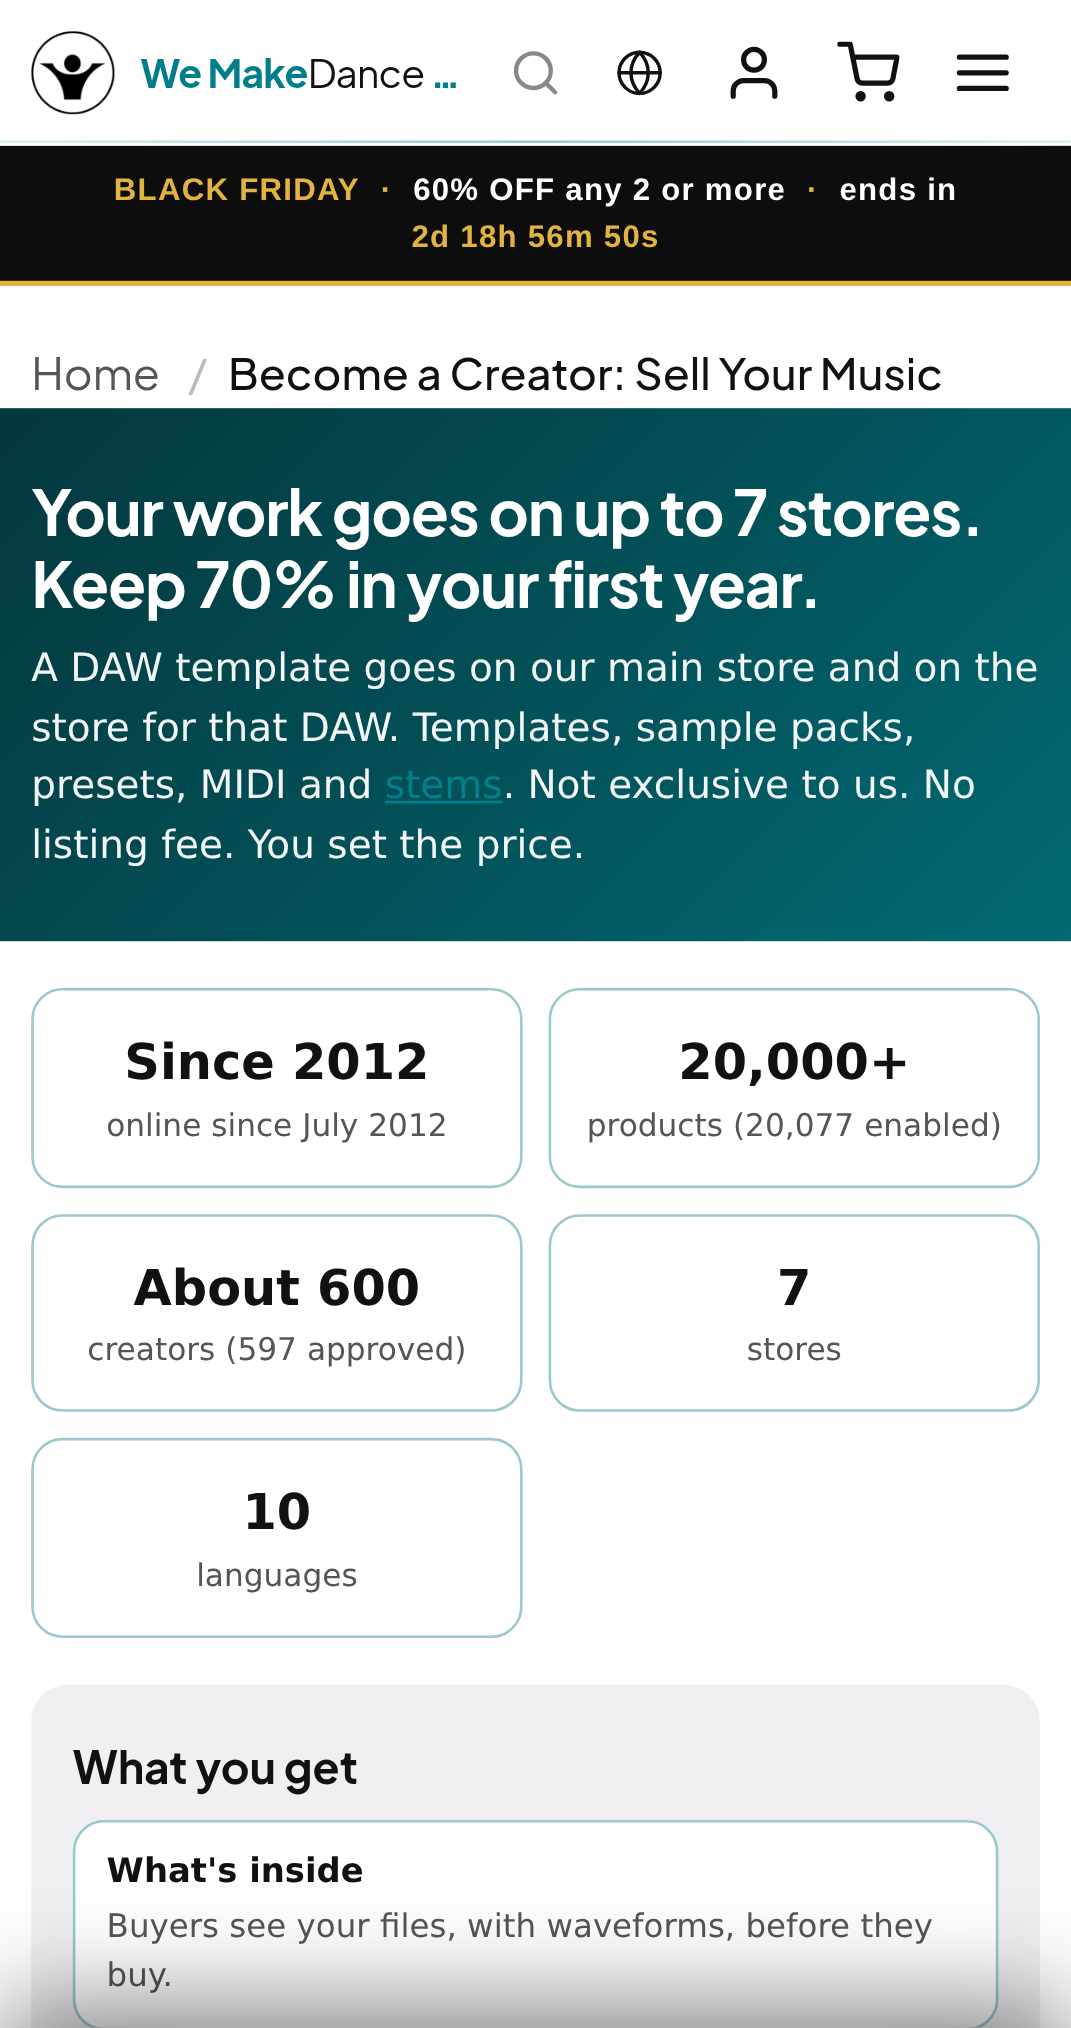 We MakeDance ...
BLACK FRIDAY · 60% OFF any 2 or more · ends in
2d 18h 56m 50s
Home / Become a Creator: Sell Your Music
Your work goes on up to 7 stores.
Keep 70% in your first year.
A DAW template goes on our main store and on the
store for that DAW. Templates, sample packs,
presets, MIDI and stems. Not exclusive to us. No
listing fee. You set the price.
Since 2012
online since July 2012
20,000+
products (20,077 enabled)
About 600
creators (597 approved)
7
stores
10
languages
What you get
What's inside
Buyers see your files, with waveforms, before they
buy.